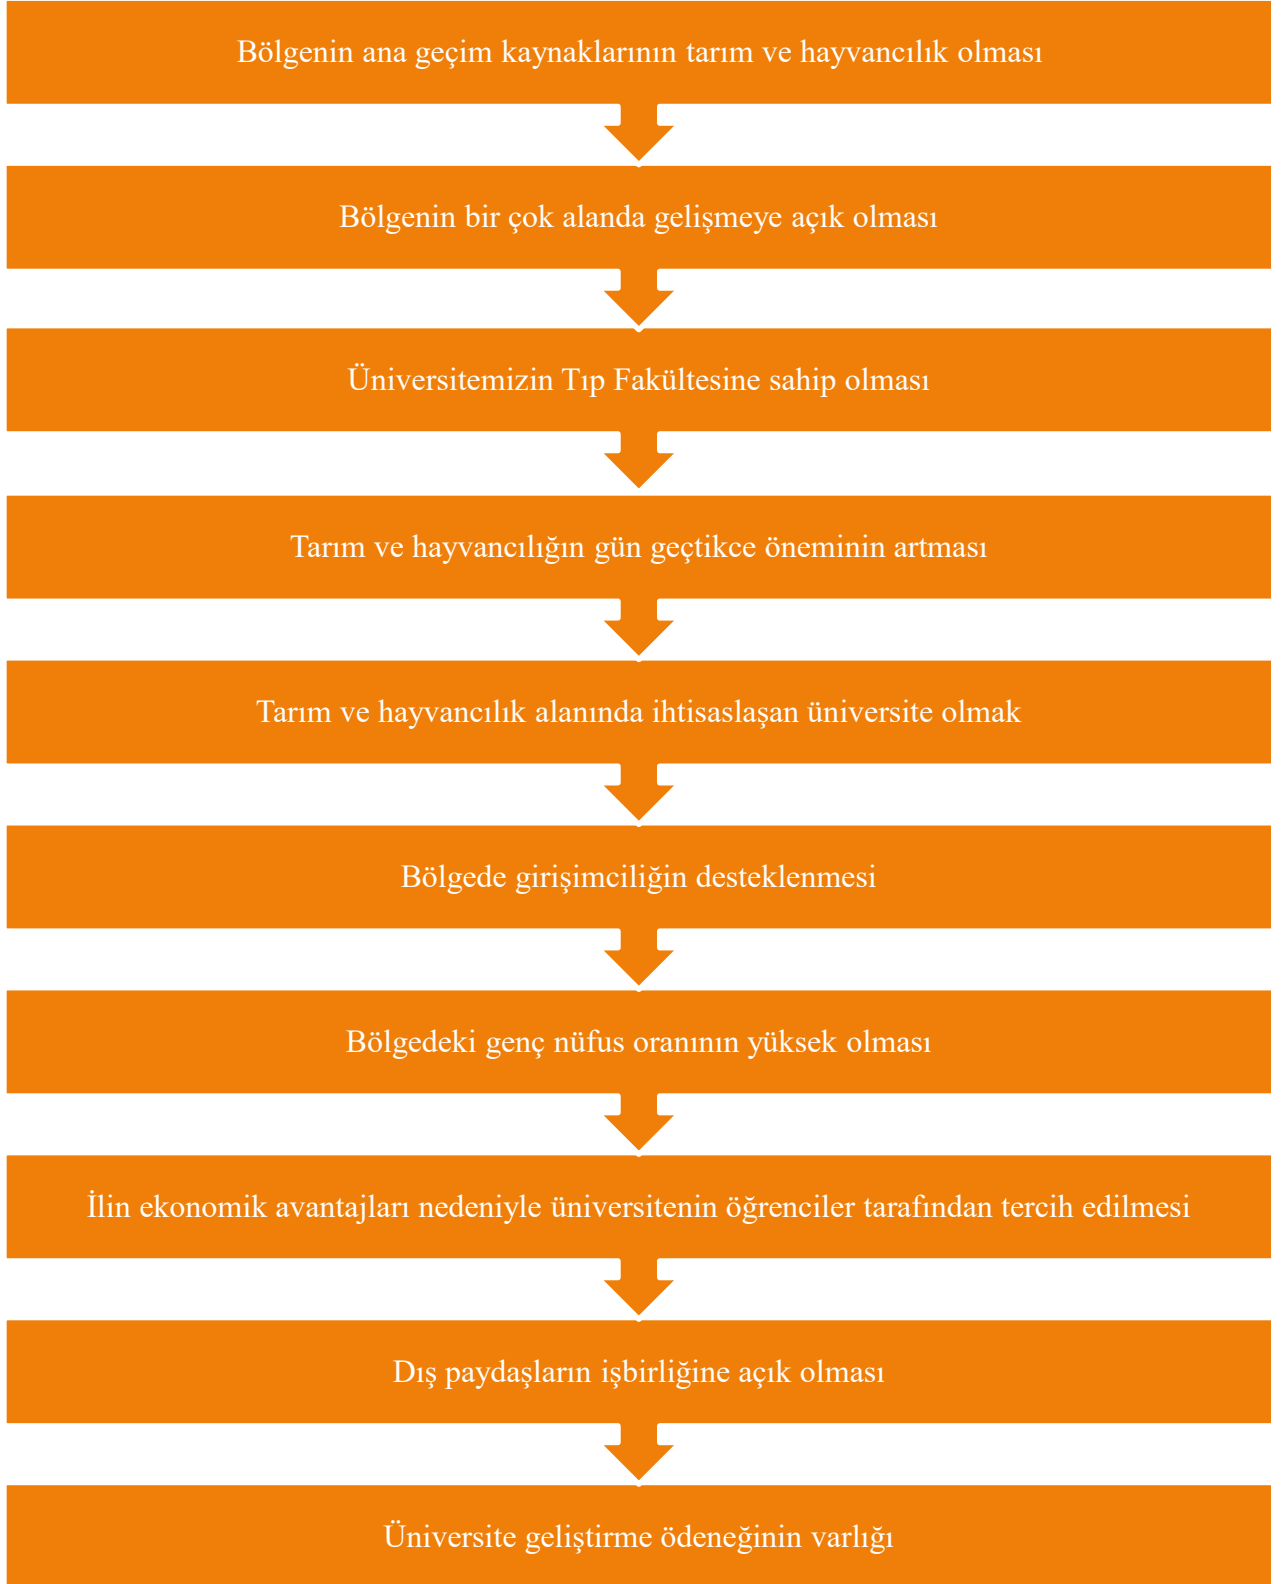 Bölgenin ana geçim kaynaklarının tarım ve hayvancılık olması
Bölgenin bir çok alanda gelişmeye açık olması
Üniversitemizin Tıp Fakültesine sahip olması
Tarım ve hayvancılığın gün geçtikce öneminin artması
Tarım ve hayvancılık alanında ihtisaslaşan üniversite olmak
Bölgede girişimciliğin desteklenmesi
Bölgedeki genç nüfus oranının yüksek olması
İlin ekonomik avantajları nedeniyle üniversitenin öğrenciler tarafından tercih edilmesi
Dış paydaşların işbirliğine açık olması
Üniversite geliştirme ödeneğinin varlığı